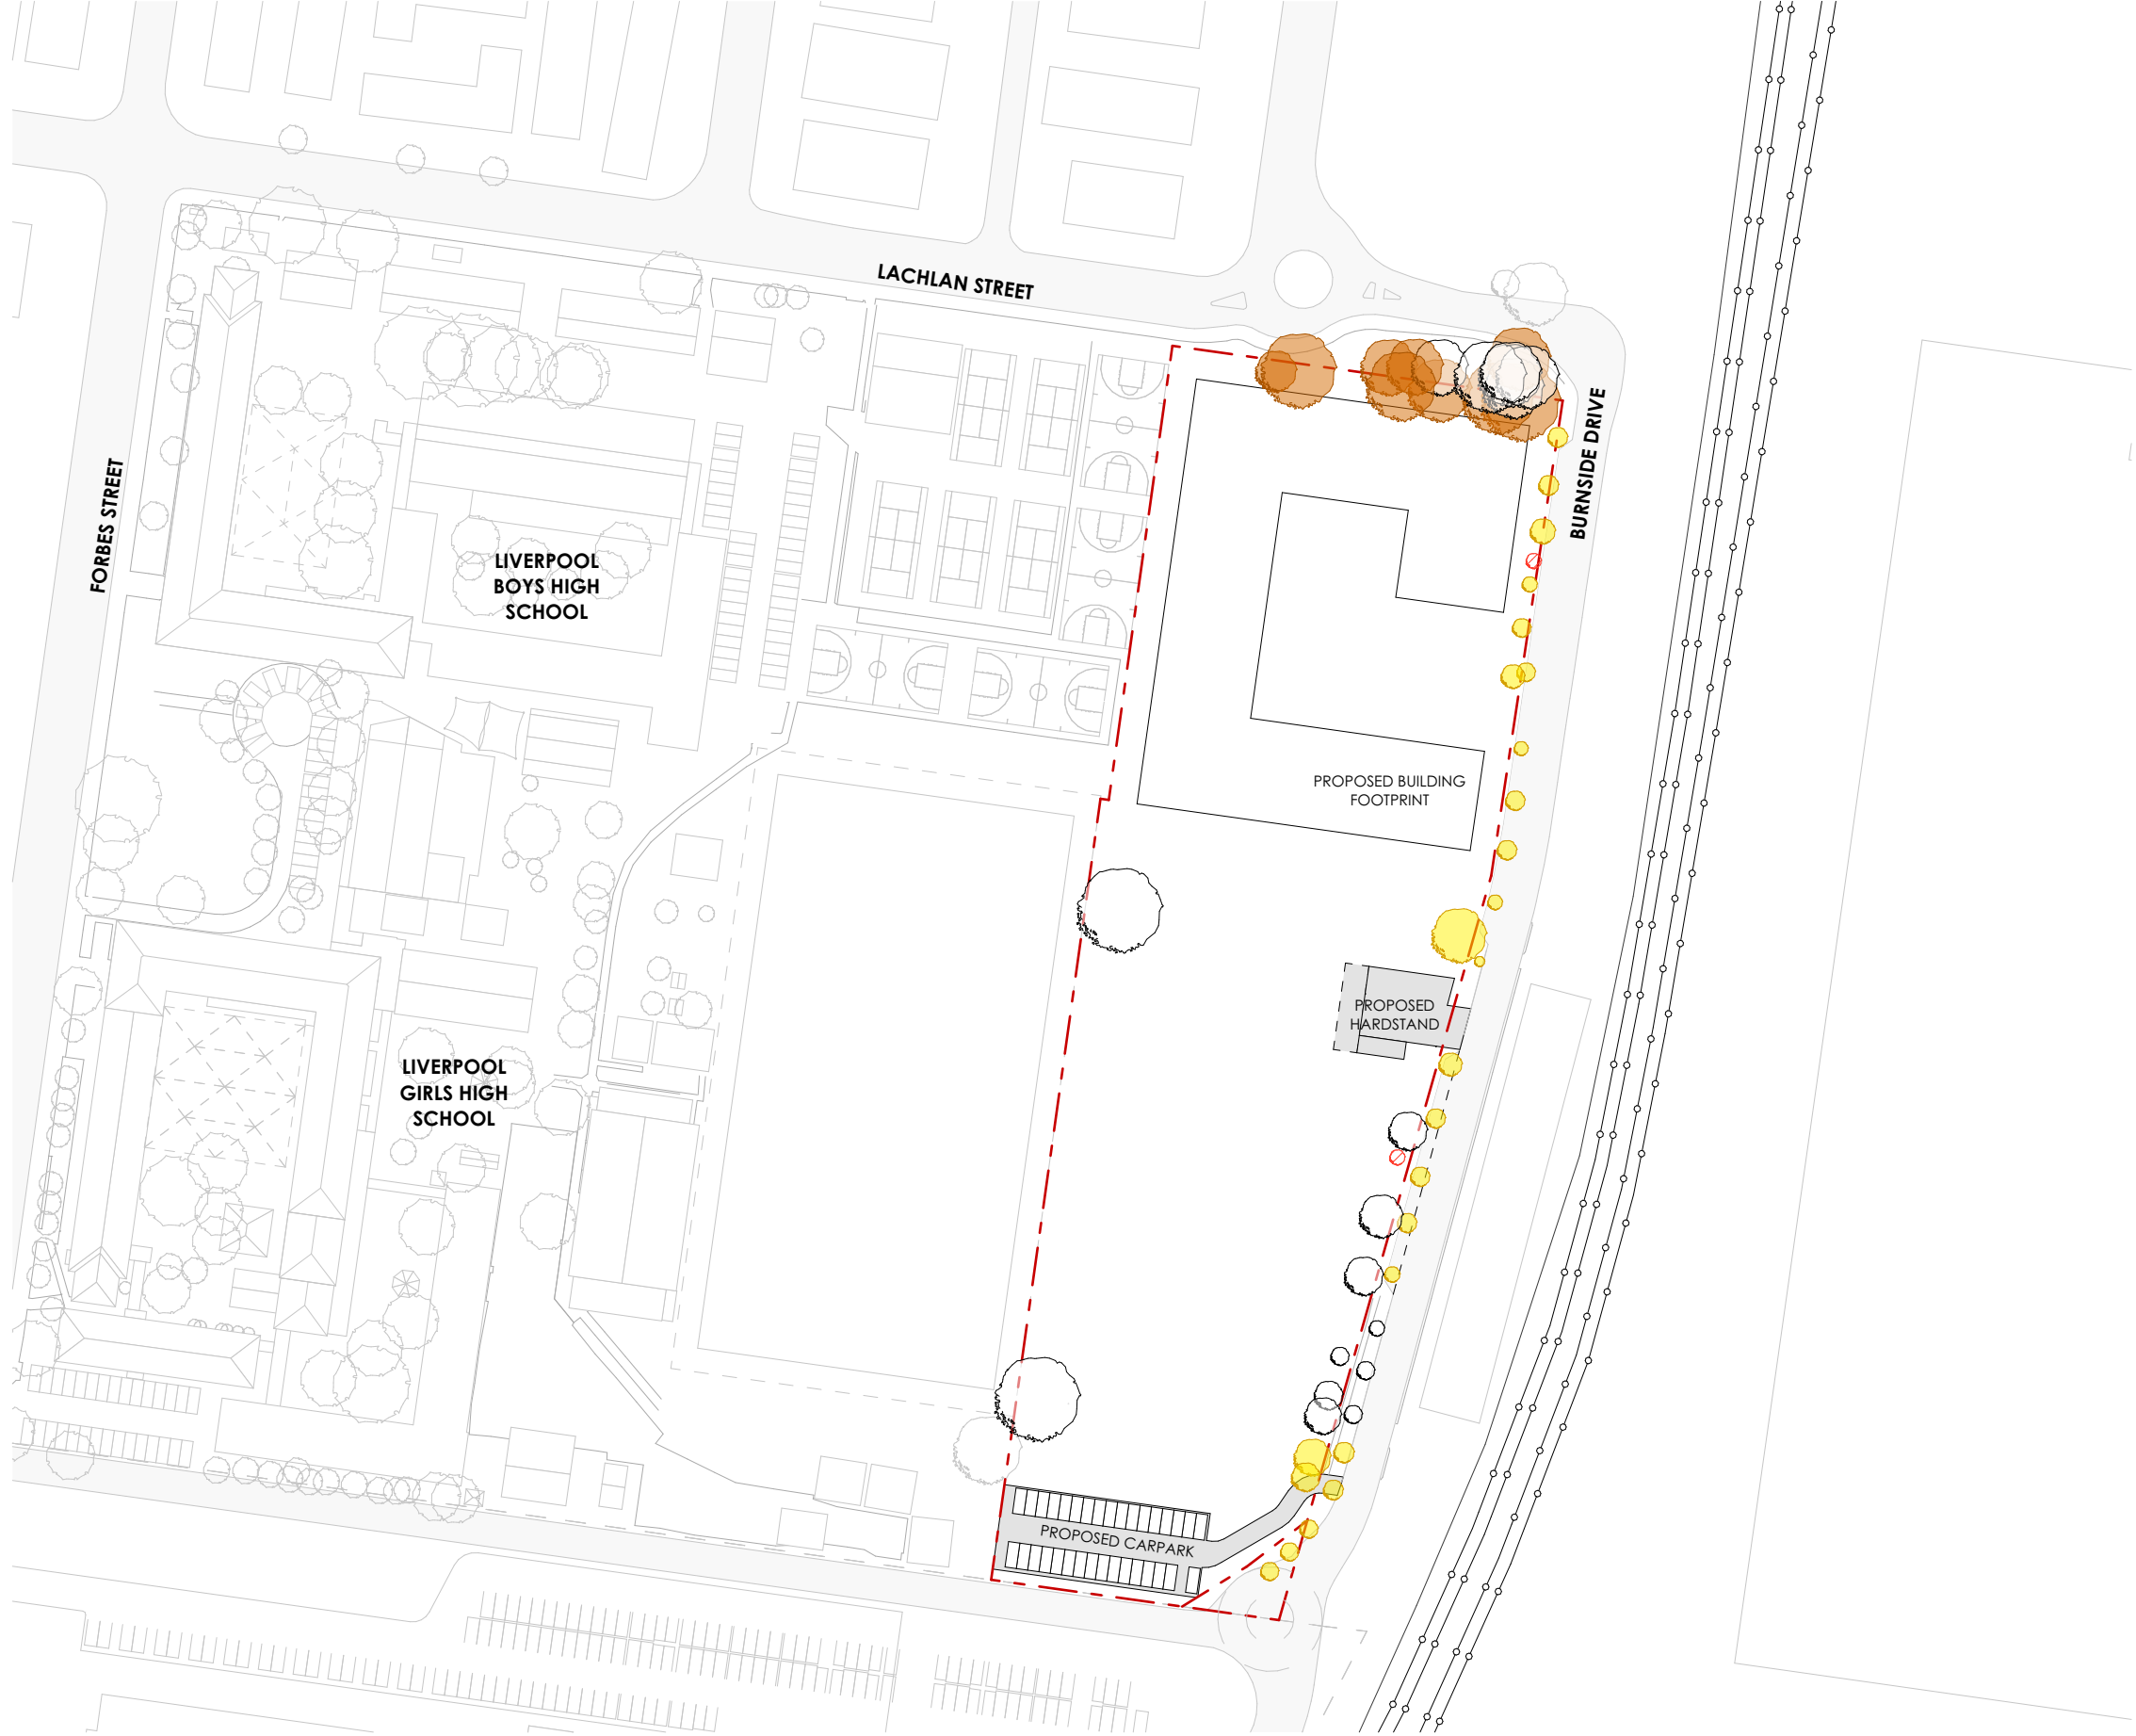 LACHLAN STREET
BURNSIDE DRIVE
FORBES STREET
LIVERPOOL
BOYS HIGH
SCHOOL
PROPOSED BUILDING
FOOTPRINT
PROPOSED
HARDSTAND
LIVERPOOL
GIRLS HIGH
SCHOOL
PROPOSED CARPARK